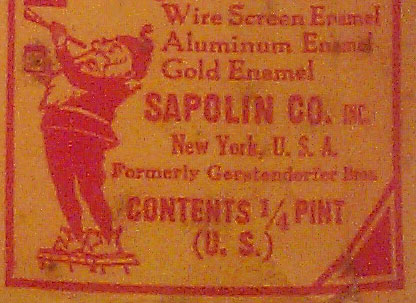 Wire Screen Enamel
Aluminum Enamel
Gold Enamel
SAPOLIN CO. INC.
New York, U. S. A.
Formerly Gerstendorfer Bros.
CONTENTS 1/4 PINT
(U. S.)